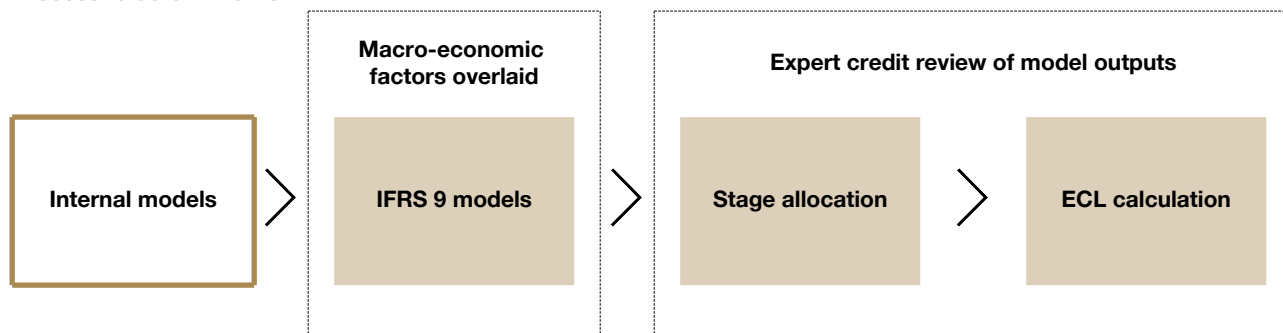 Macro-economic
factors overlaid
Expert credit review of model outputs
Internal models
IFRS 9 models
Stage allocation
ECL calculation